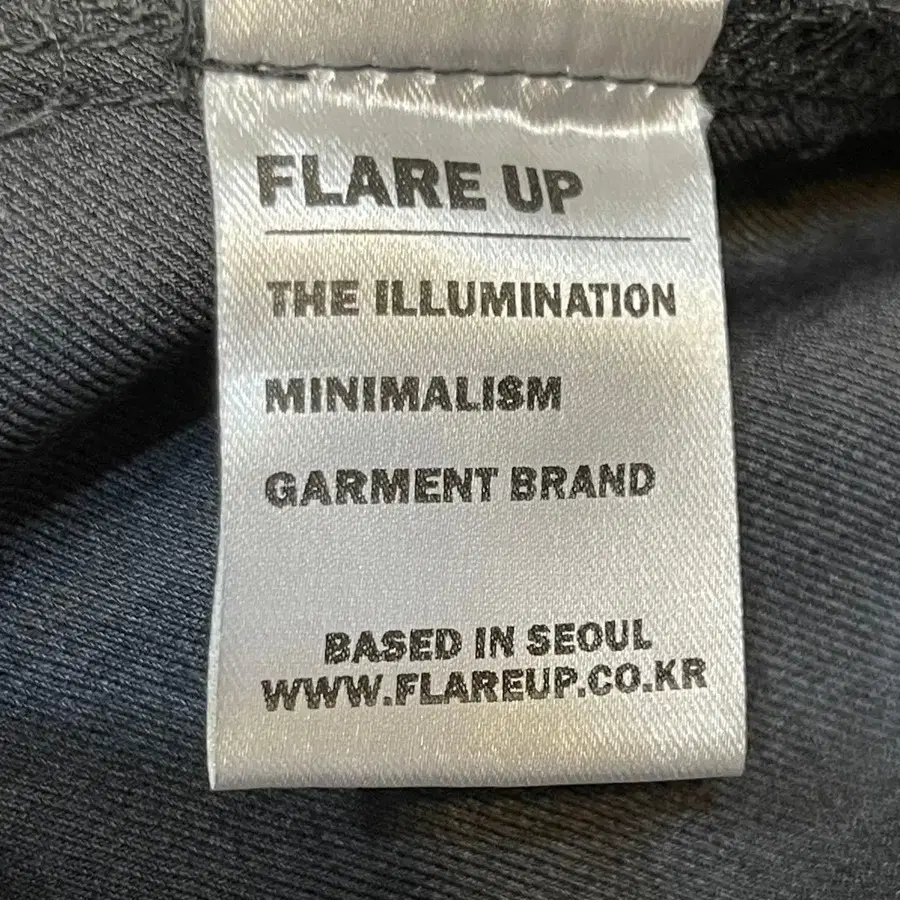 FLARE UP
THE ILLUMINATION
MINIMALISM
GARMENT BRAND
BASED IN SEOUL
WWW.FLAREUP.CO.KR